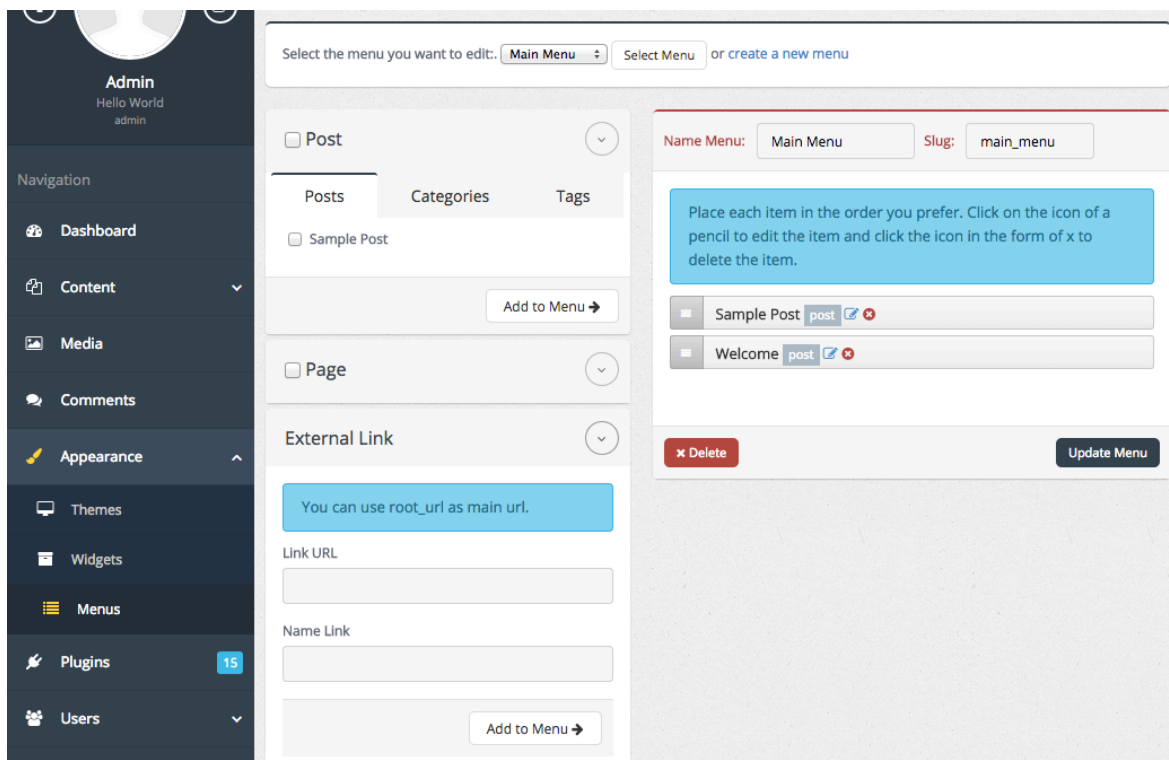 Admin
Hello World
admin
Navigation
Dashboard
Content
Media
Comments
Appearance
Themes
Widgets
Menus
Plugins 15
Users
Select the menu you want to edit:. Main Menu Select Menu or create a new menu
Post
Posts Categories Tags
Sample Post
Add to Menu
Page
External Link
You can use root_url as main url.
Link URL
Name Link
Add to Menu
Name Menu: Main Menu Slug: main_menu
Place each item in the order you prefer. Click on the icon of a
pencil to edit the item and click the icon in the form of x to
delete the item.
Sample Post post
Welcome post
Delete Update Menu